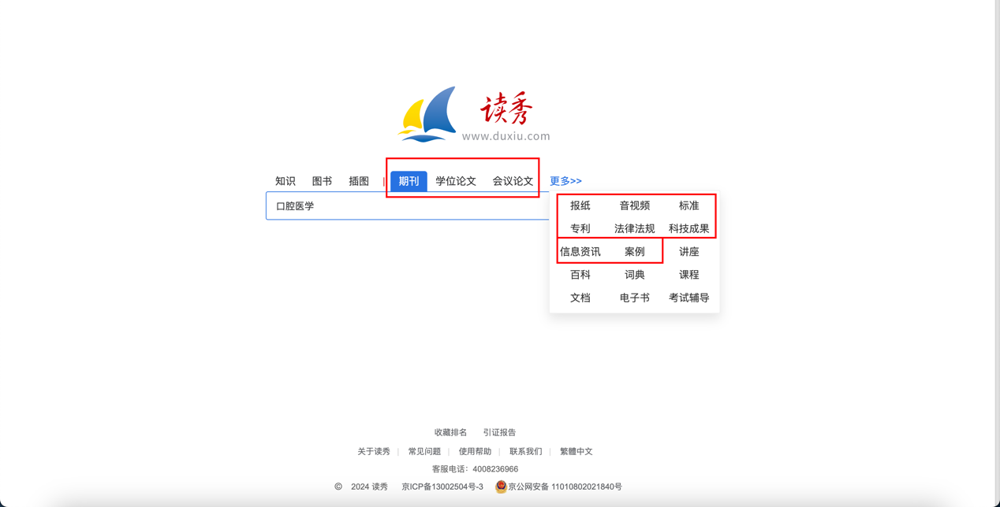 读秀
www.duxiu.com
知识 图书 插图 | 期刊 学位论文 会议论文 更多>>
口腔医学
报纸 音视频 标准
专利 法律法规 科技成果
信息资讯 案例 讲座
百科 词典 课程
文档 电子书 考试辅导
收藏排名 引证报告
关于读秀 | 常见问题 | 使用帮助 | 联系我们 | 繁體中文
客服电话：4008236966
© 2024 读秀 京ICP备13002504号-3 京公网安备 11010802021840号